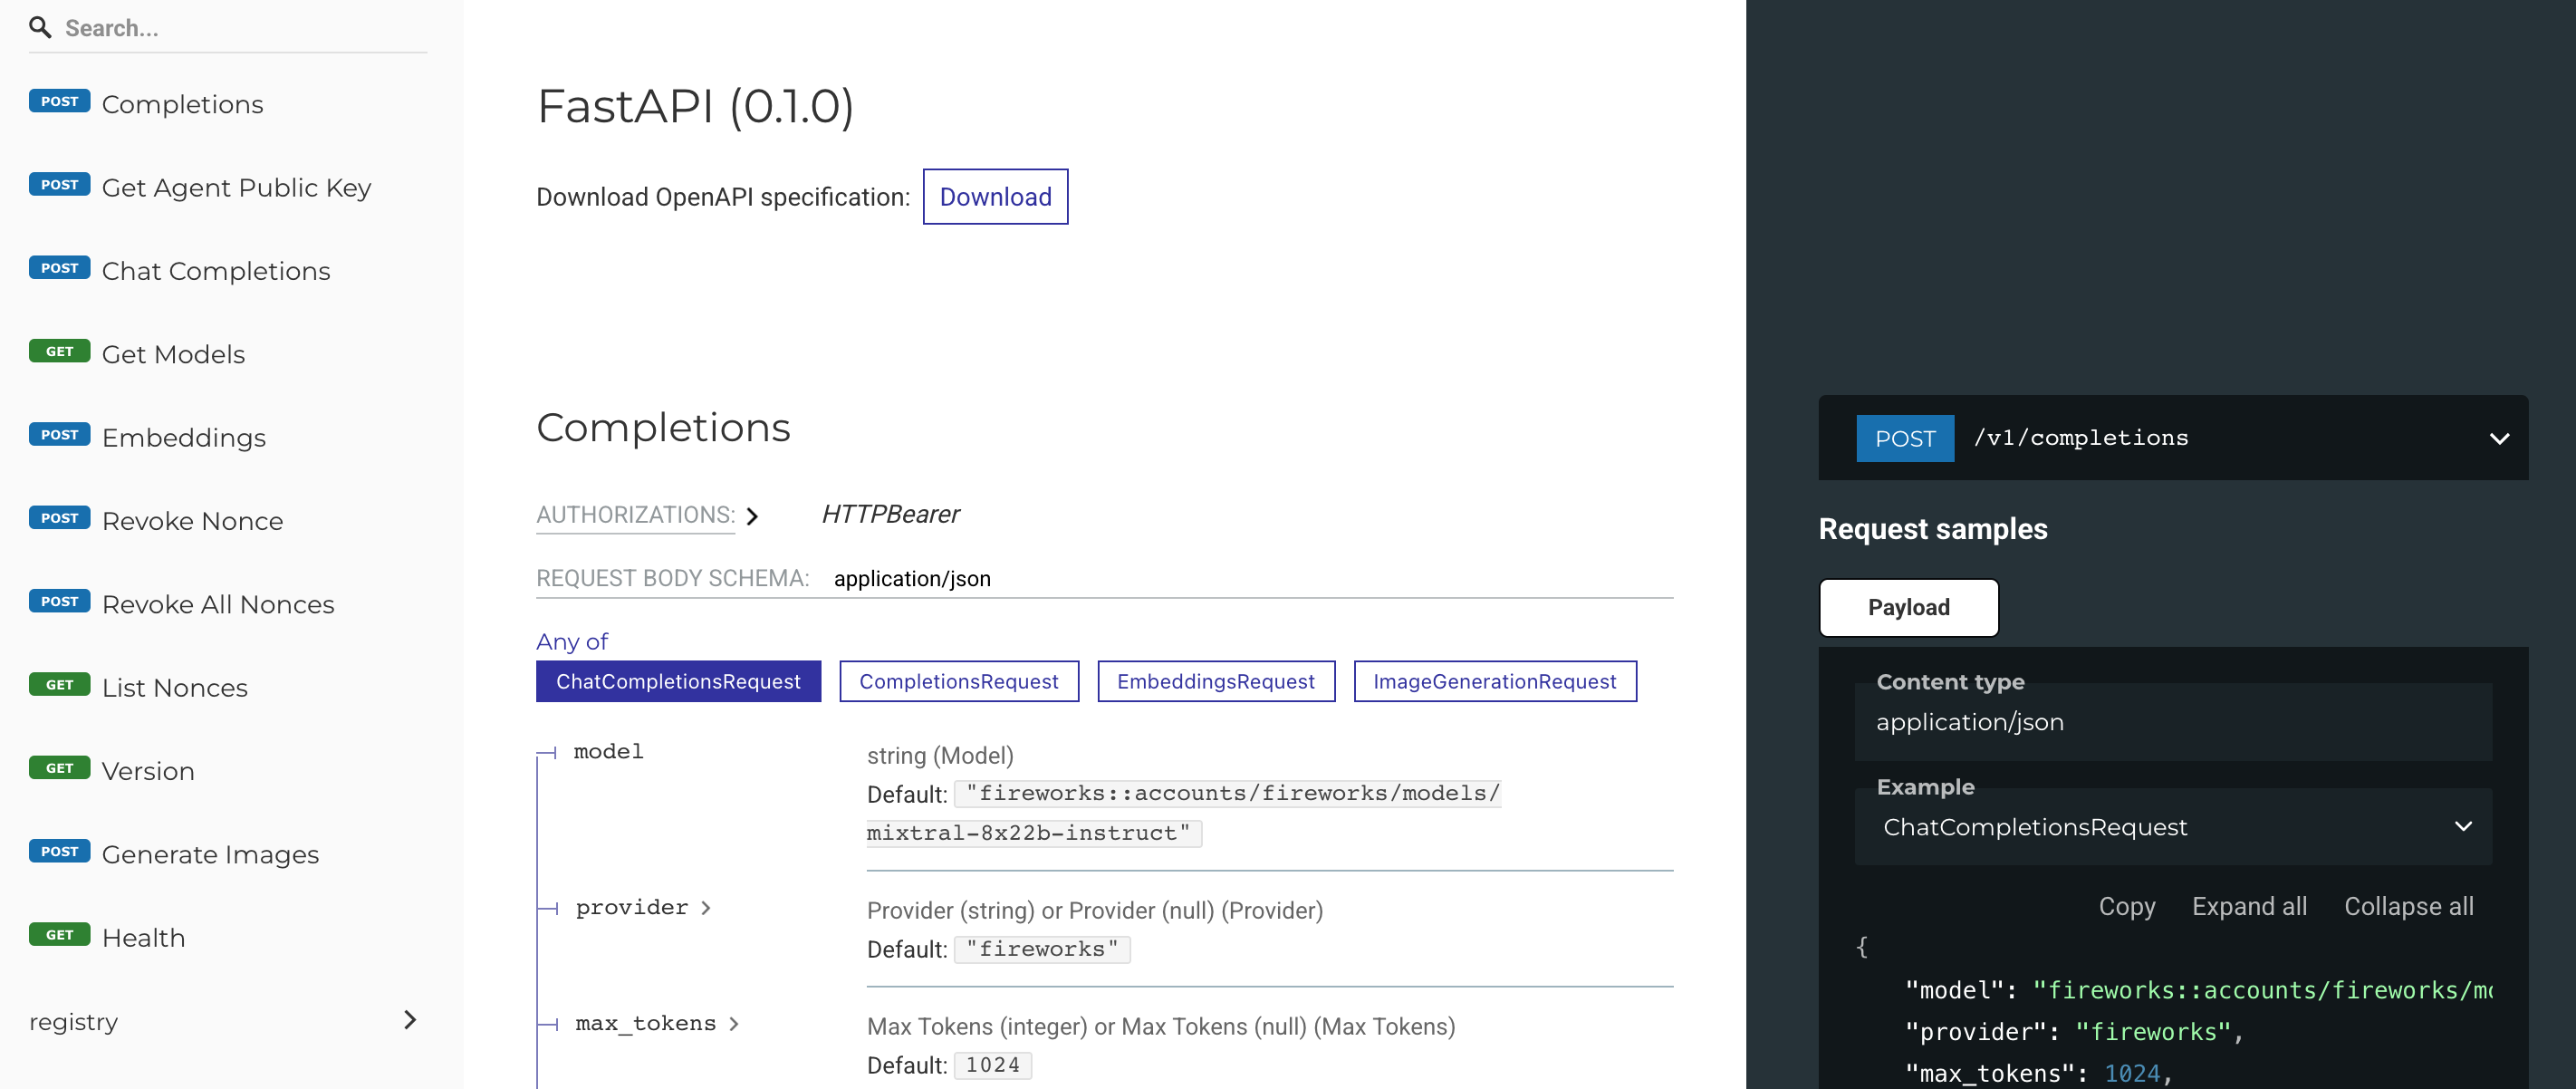 Search...
POST Completions
POST Get Agent Public Key
POST Chat Completions
GET Get Models
POST Embeddings
POST Revoke Nonce
POST Revoke All Nonces
GET List Nonces
GET Version
POST Generate Images
GET Health
registry
FastAPI (0.1.0)
Download OpenAPI specification: Download
Completions
AUTHORIZATIONS: HTTPBearer
REQUEST BODY SCHEMA: application/json
Any of
ChatCompletionsRequest CompletionsRequest EmbeddingsRequest ImageGenerationRequest
model string (Model)
Default: "fireworks::accounts/fireworks/models/
mixtral-8x22b-instruct"
provider Provider (string) or Provider (null) (Provider)
Default: "fireworks"
max_tokens Max Tokens (integer) or Max Tokens (null) (Max Tokens)
Default: 1024
POST /v1/completions
Request samples
Payload
Content type
application/json
Example
ChatCompletionsRequest
Copy Expand all Collapse all
{
"model": "fireworks::accounts/fireworks/
"provider": "fireworks",
"max_tokens": 1024,